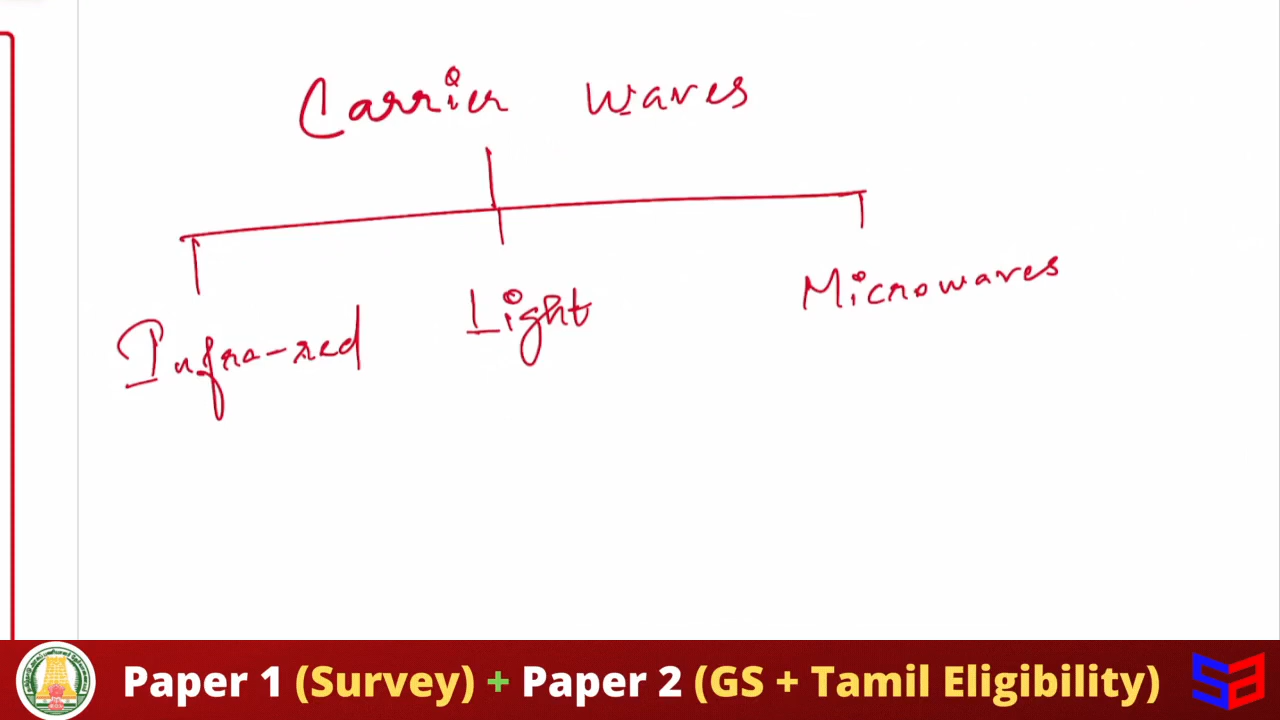 Carrier waves
Infra-red Light Microwaves
Paper 1 (Survey) + Paper 2 (GS + Tamil Eligibility)